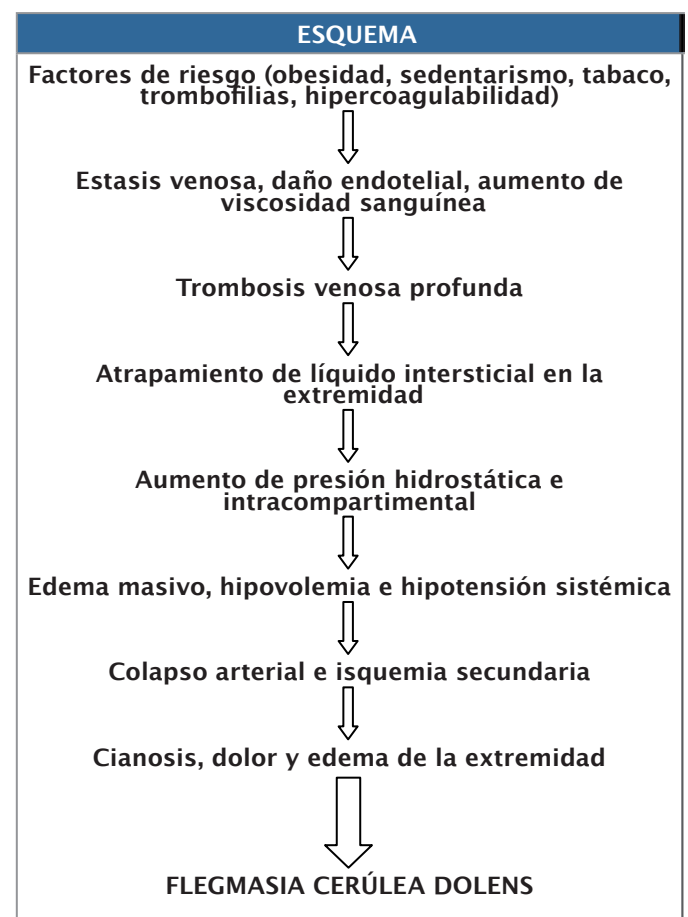 ESQUEMA
Factores de riesgo (obesidad, sedentarismo, tabaco,
trombofilias, hipercoagulabilidad)
Estasis venosa, daño endotelial, aumento de
viscosidad sanguínea
Trombosis venosa profunda
Atrapamiento de líquido intersticial en la
extremidad
Aumento de presión hidrostática e
intracompartimental
Edema masivo, hipovolemia e hipotensión sistémica
Colapso arterial e isquemia secundaria
Cianosis, dolor y edema de la extremidad
FLEGMASIA CERÚLEA DOLENS